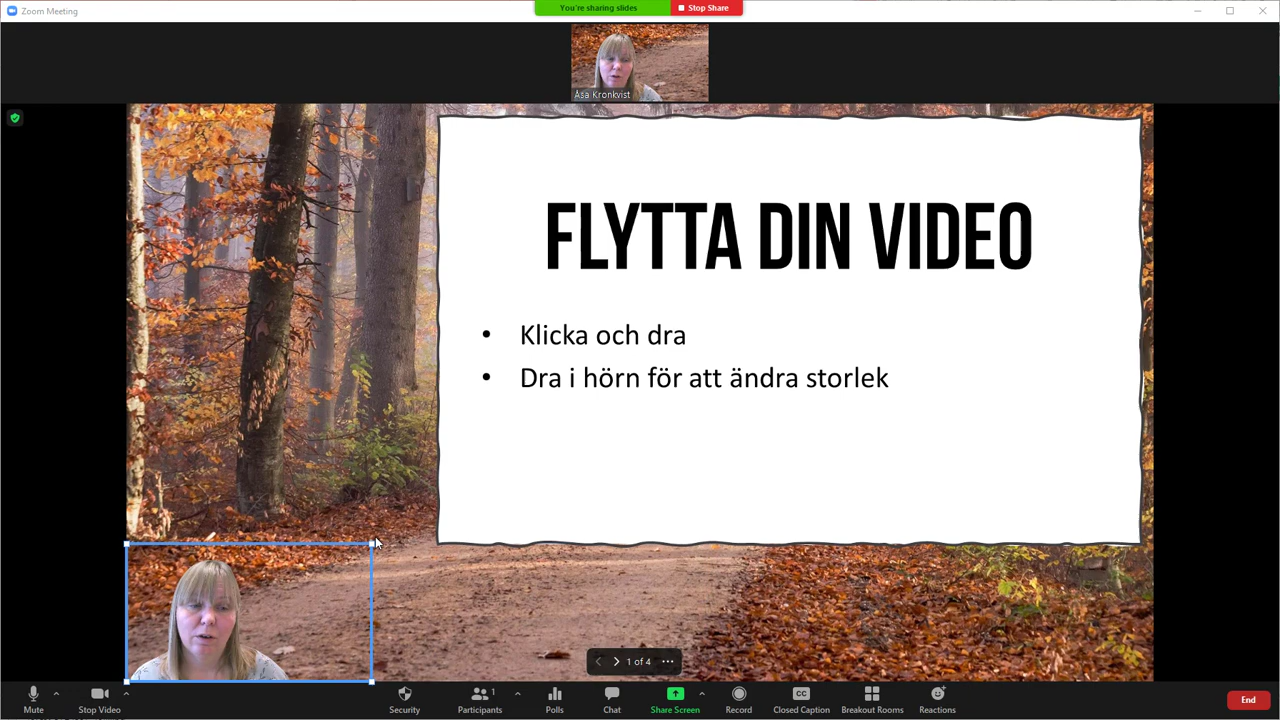 Zoom Meeting
You're sharing slides
Stop Share
Åsa Kronkvist
FLYTTA DIN VIDEO
• Klicka och dra
• Dra i hörn för att ändra storlek
1 of 4
Mute
Stop Video
Security
Participants
1
Polls
Chat
Share Screen
Record
CC
Closed Caption
Breakout Rooms
Reactions
End